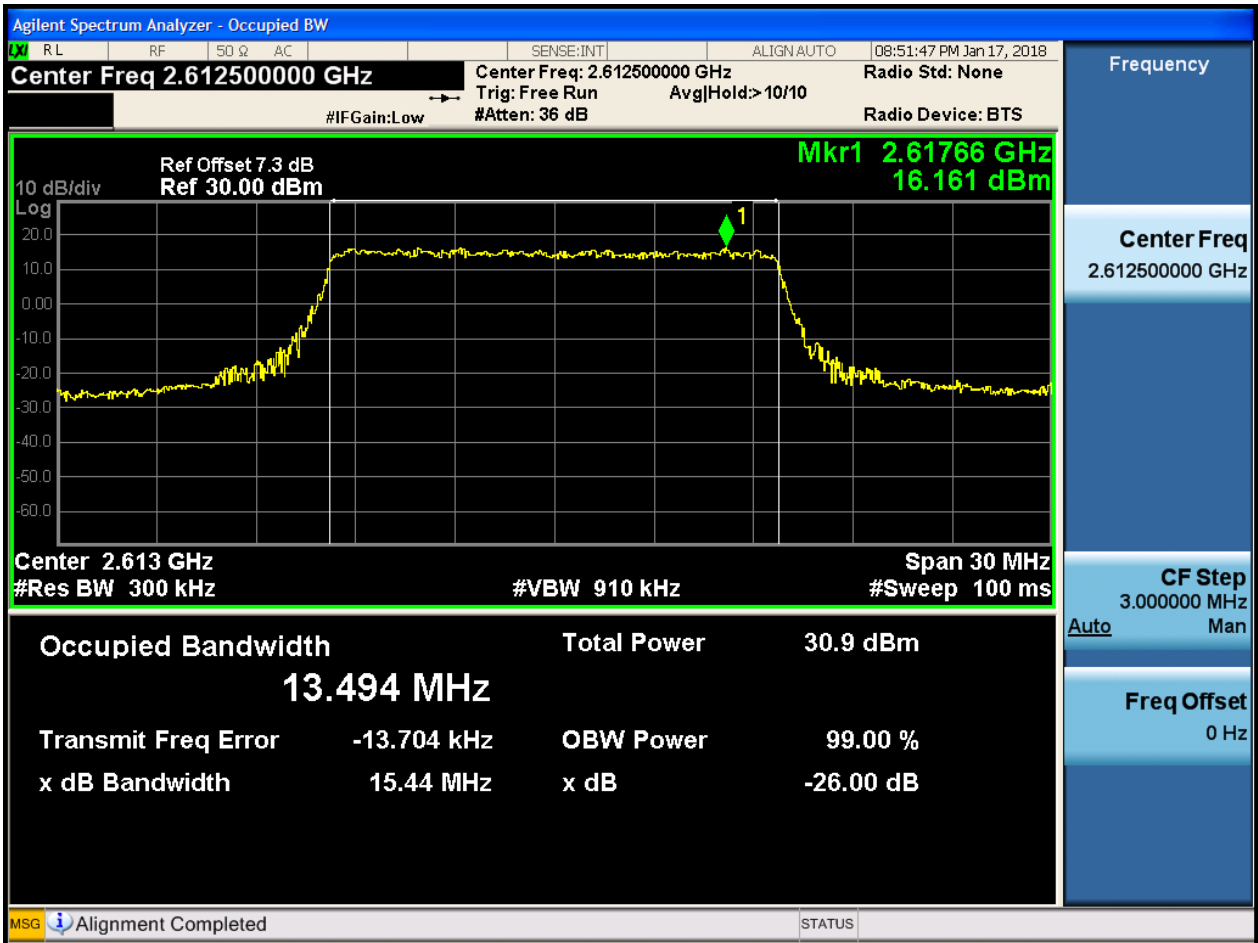 Agilent Spectrum Analyzer - Occupied BW
LXI RL RF 50 Ω AC SENSE:INT ALIGN AUTO 08:51:47 PM Jan 17, 2018
Center Freq 2.612500000 GHz
Center Freq: 2.612500000 GHz
Radio Std: None
Trig: Free Run Avg|Hold:>10/10
#IFGain:Low #Atten: 36 dB Radio Device: BTS
Frequency
Ref Offset 7.3 dB
10 dB/div Ref 30.00 dBm
Mkr1 2.61766 GHz
16.161 dBm
Log
1
20.0
10.0
0.00
-10.0
-20.0
-30.0
-40.0
-50.0
-60.0
Center 2.613 GHz Span 30 MHz
#Res BW 300 kHz #VBW 910 kHz #Sweep 100 ms
Center Freq
2.612500000 GHz
CF Step
3.000000 MHz
Auto Man
Freq Offset
0 Hz
Occupied Bandwidth Total Power 30.9 dBm
13.494 MHz
Transmit Freq Error -13.704 kHz OBW Power 99.00 %
x dB Bandwidth 15.44 MHz x dB -26.00 dB
MSG Alignment Completed STATUS